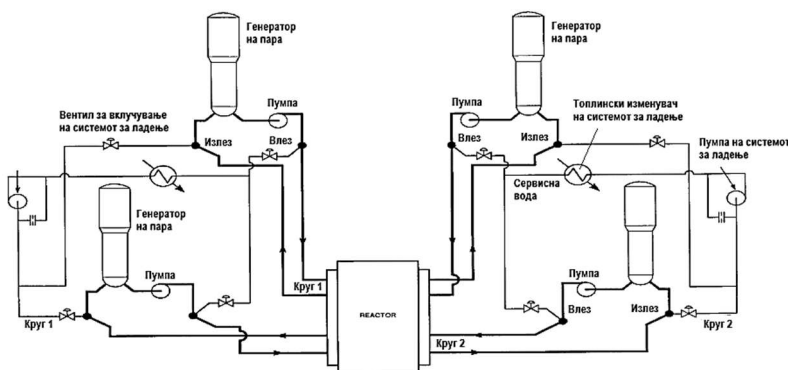 Генератор
на пара
Генератор
на пара
Пумпа
Пумпа
Вентил за вклучување
на системот за ладење
Излез
Влез
Влез
Излез
Топлински изменувач
на системот за ладење
Пумпа на системот
за ладење
Сервисна
вода
Генератор
на пара
Пумпа
Пумпа
Круг 1
REACTOR
Круг 1
Влез
Излез
Круг 2
Круг 2